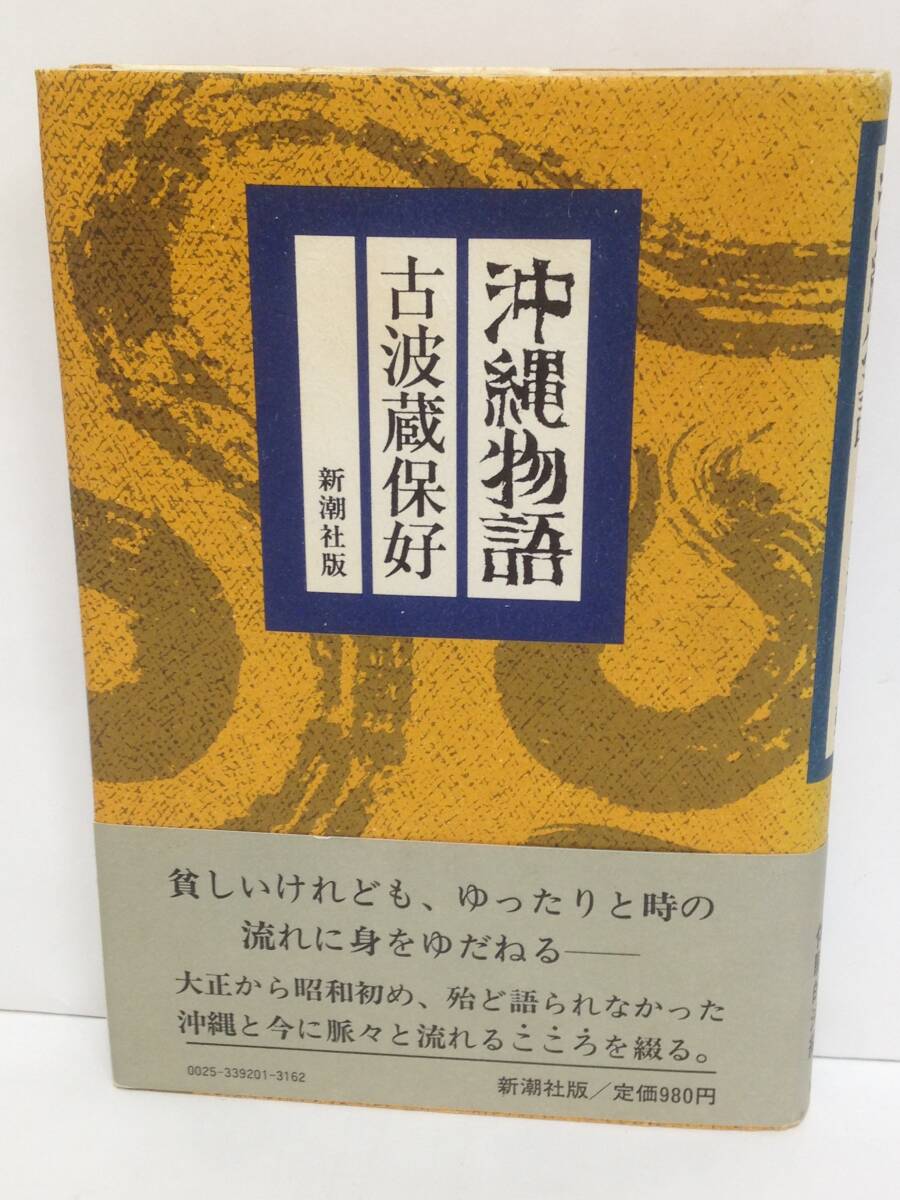 沖縄物語
古波蔵保好
新潮社版
貧しいけれども、ゆったりと時の
流れに身をゆだねる——
大正から昭和初め、殆ど語られなかった
沖縄と今に脈々と流れるこころを綴る。
0025-339201-3162
新潮社版／定価980円